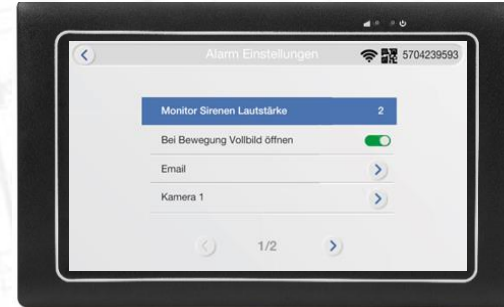 Alarm Einstellungen
5704239593
Monitor Sirenen Lautstärke 2
Bei Bewegung Vollbild öffnen
Email
Kamera 1
1/2